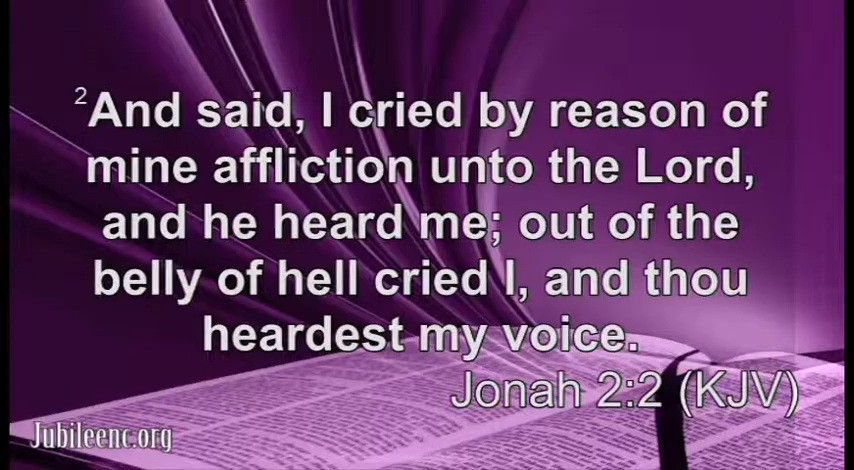 ²And said, I cried by reason of
mine affliction unto the Lord,
and he heard me; out of the
belly of hell cried I, and thou
heardest my voice.
Jonah 2:2 (KJV)
Jubileenc.org